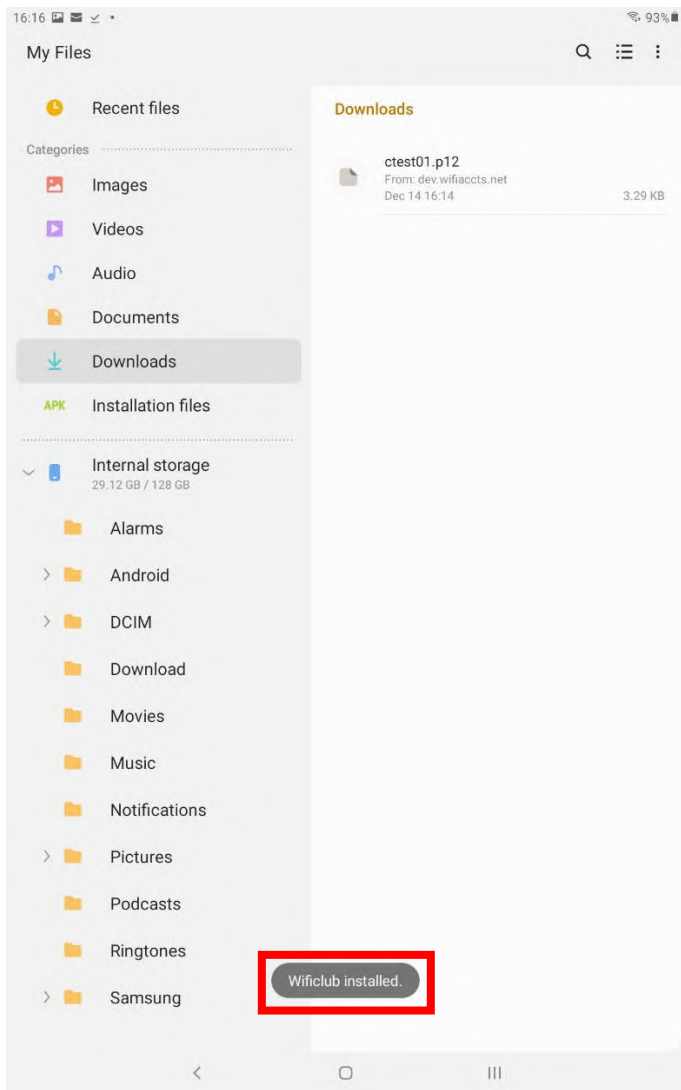 16:16
93%
My Files
Recent files
Categories
Images
Videos
Audio
Documents
Downloads
APK Installation files
Internal storage
29.12 GB / 128 GB
Alarms
Android
DCIM
Download
Movies
Music
Notifications
Pictures
Podcasts
Ringtones
Samsung
Downloads
ctest01.p12
From: dev.wifiaccts.net
Dec 14 16:14
3.29 KB
Wificlub installed.